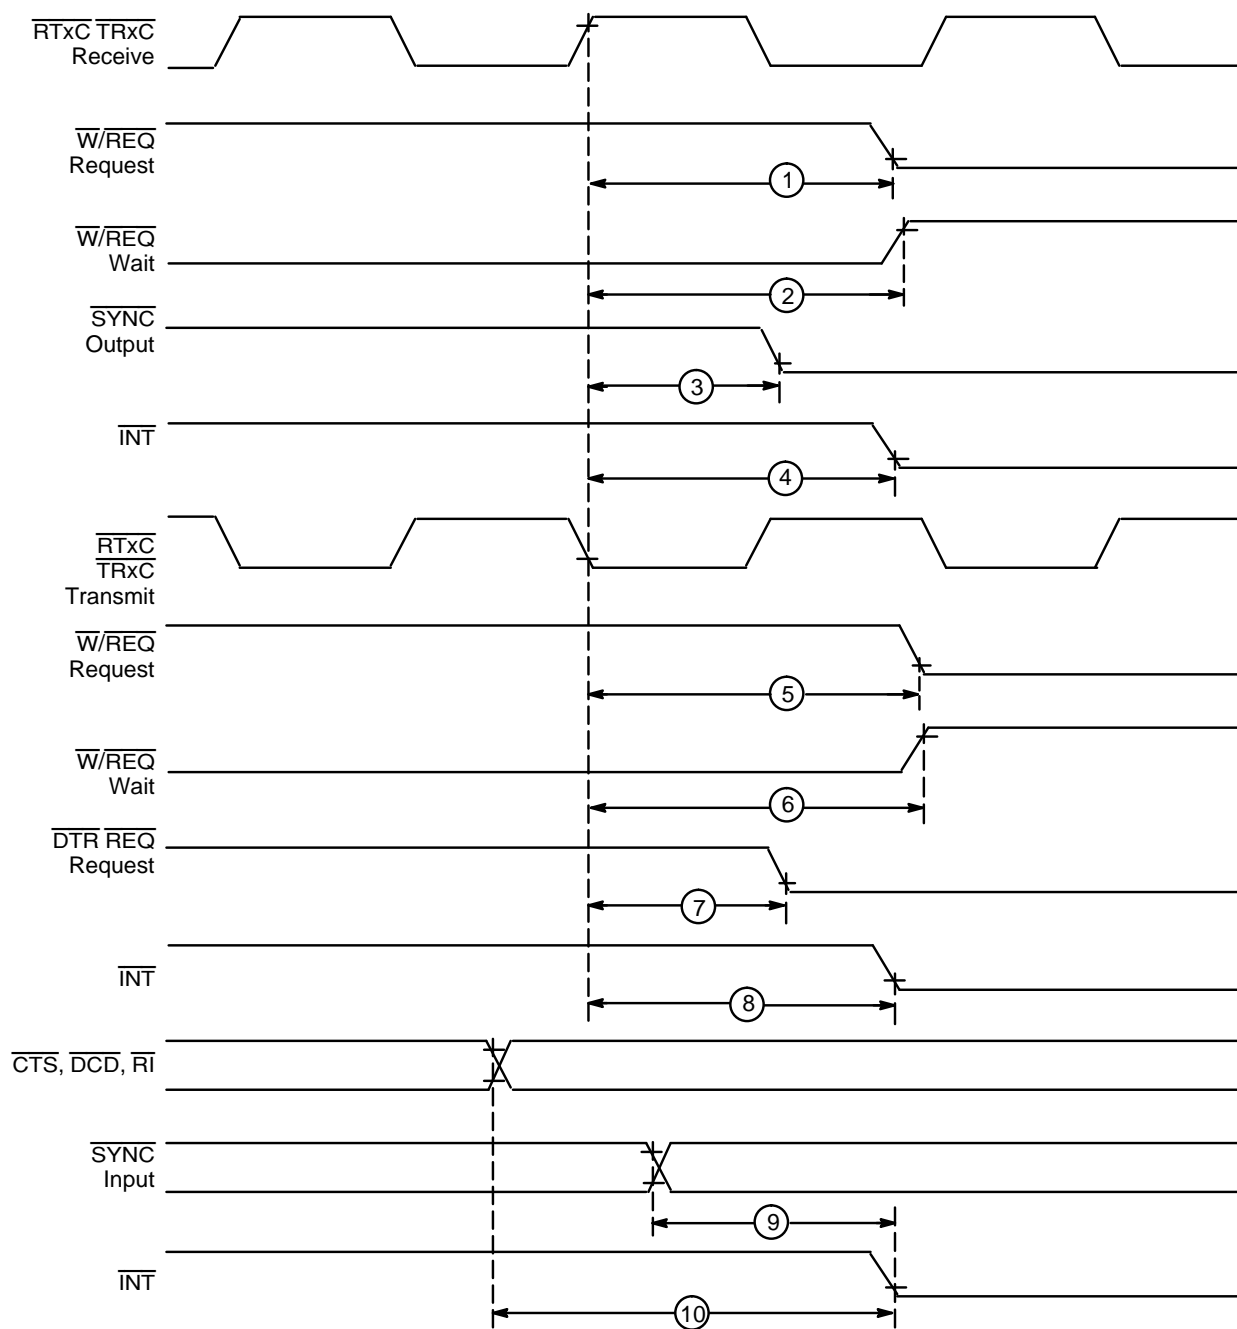 RTxC TRxC
Receive
W/REQ
Request
1
W/REQ
Wait
2
SYNC
Output
3
INT
4
RTxC
TRxC
Transmit
W/REQ
Request
5
W/REQ
Wait
6
DTR REQ
Request
7
INT
8
CTS, DCD, RI
SYNC
Input
9
INT
10